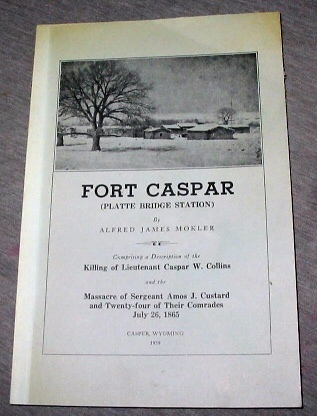 FORT CASPAR
(PLATTE BRIDGE STATION)
By
ALFRED JAMES MOKLER
Comprising a Description of the
Killing of Lieutenant Caspar W. Collins
and the
Massacre of Sergeant Amos J. Custard
and Twenty-four of Their Comrades
July 26, 1865
CASPER, WYOMING